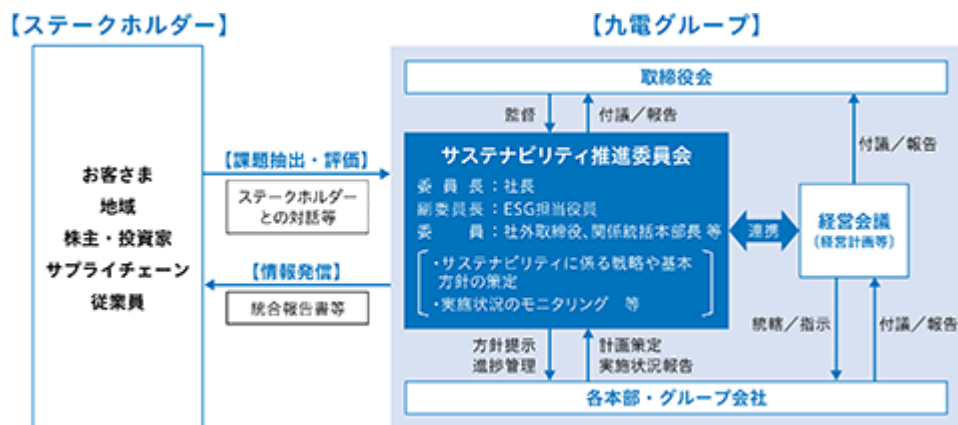 【ステークホルダー】
お客さま
地域
株主・投資家
サプライチェーン
従業員
【課題抽出・評価】
ステークホルダー
との対話等
【情報発信】
統合報告書等
【九電グループ】
取締役会
監督
付議／報告
付議／報告
サステナビリティ推進委員会
委員長：社長
副委員長：ESG担当役員
委員：社外取締役、関係統括本部長 等
・サステナビリティに係る戦略や基本
方針の策定
・実施状況のモニタリング 等
連携
経営会議
（経営計画等）
方針提示
進捗管理
計画策定
実施状況報告
統轄／指示
付議／報告
各本部・グループ会社